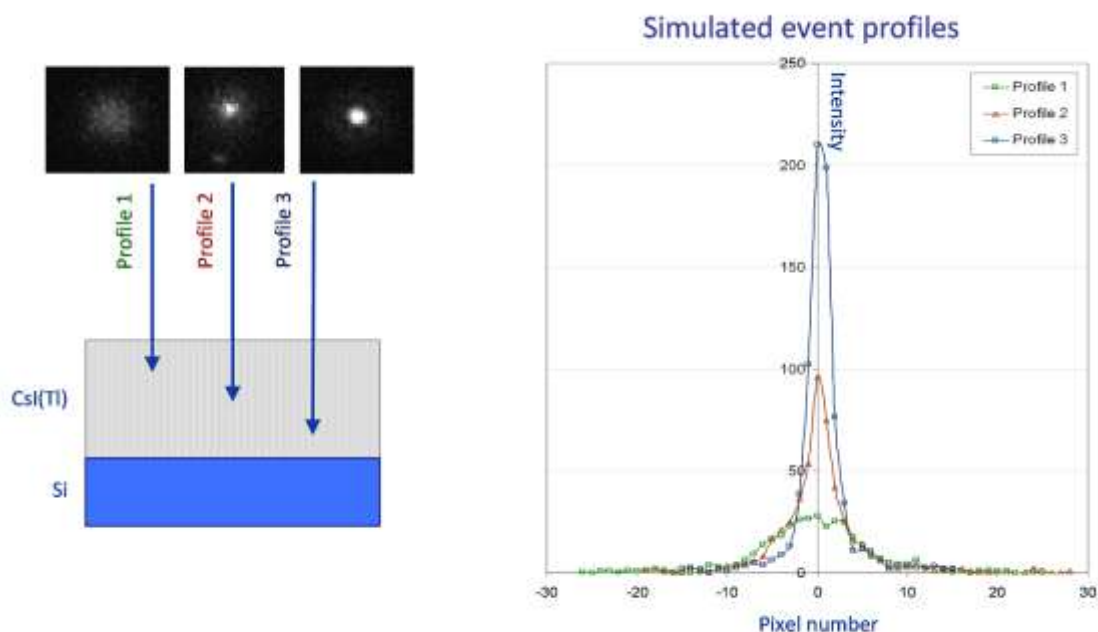 Simulated event profiles
Profile 1
Profile 2
Profile 3
CsI(Tl)
Si
250
200
150
100
50
0
Intensity
Profile 1
Profile 2
Profile 3
-30
-20
-10
0
10
20
30
Pixel number